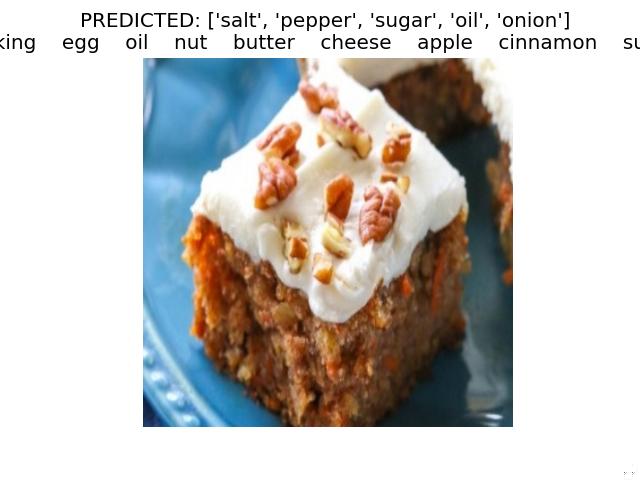 PREDICTED: ['salt', 'pepper', 'sugar', 'oil', 'onion']
egg oil nut butter cheese apple cinnamon